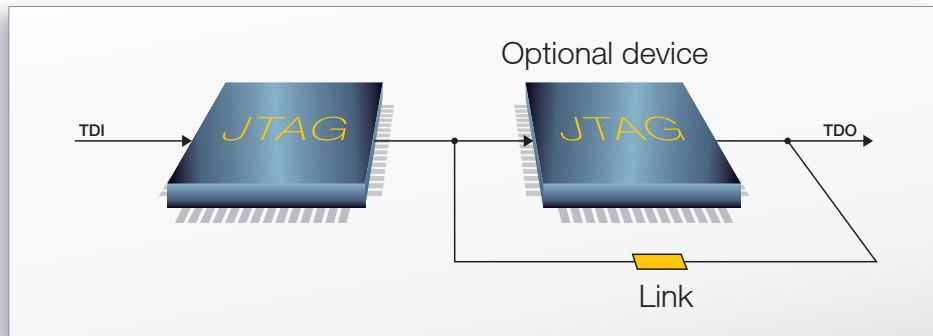 Optional device
TDI
JTAG
JTAG
TDO
Link